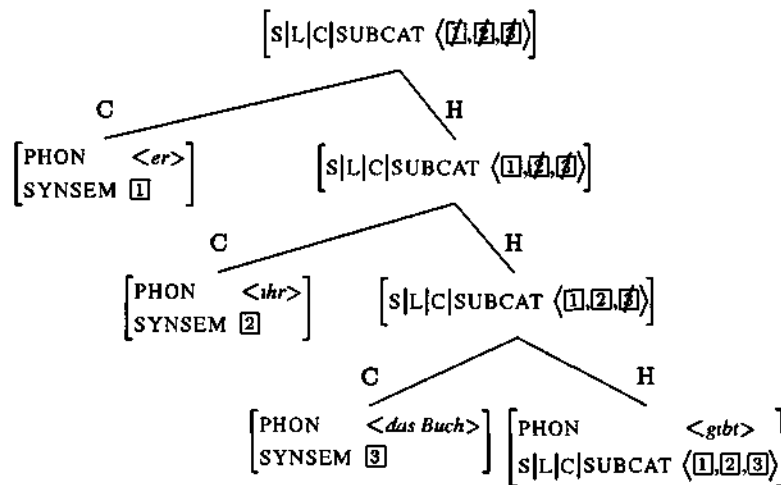 [S|L|C|SUBCAT ⟨[1̸],[2̸],[3̸]⟩]
C H
[PHON <er>
SYNSEM [1]]
[S|L|C|SUBCAT ⟨[1],[2̸],[3̸]⟩]
C H
[PHON <ihr>
SYNSEM [2]]
[S|L|C|SUBCAT ⟨[1],[2],[3̸]⟩]
C H
[PHON <das Buch>
SYNSEM [3]]
[PHON <gibt>
S|L|C|SUBCAT ⟨[1],[2],[3]⟩]